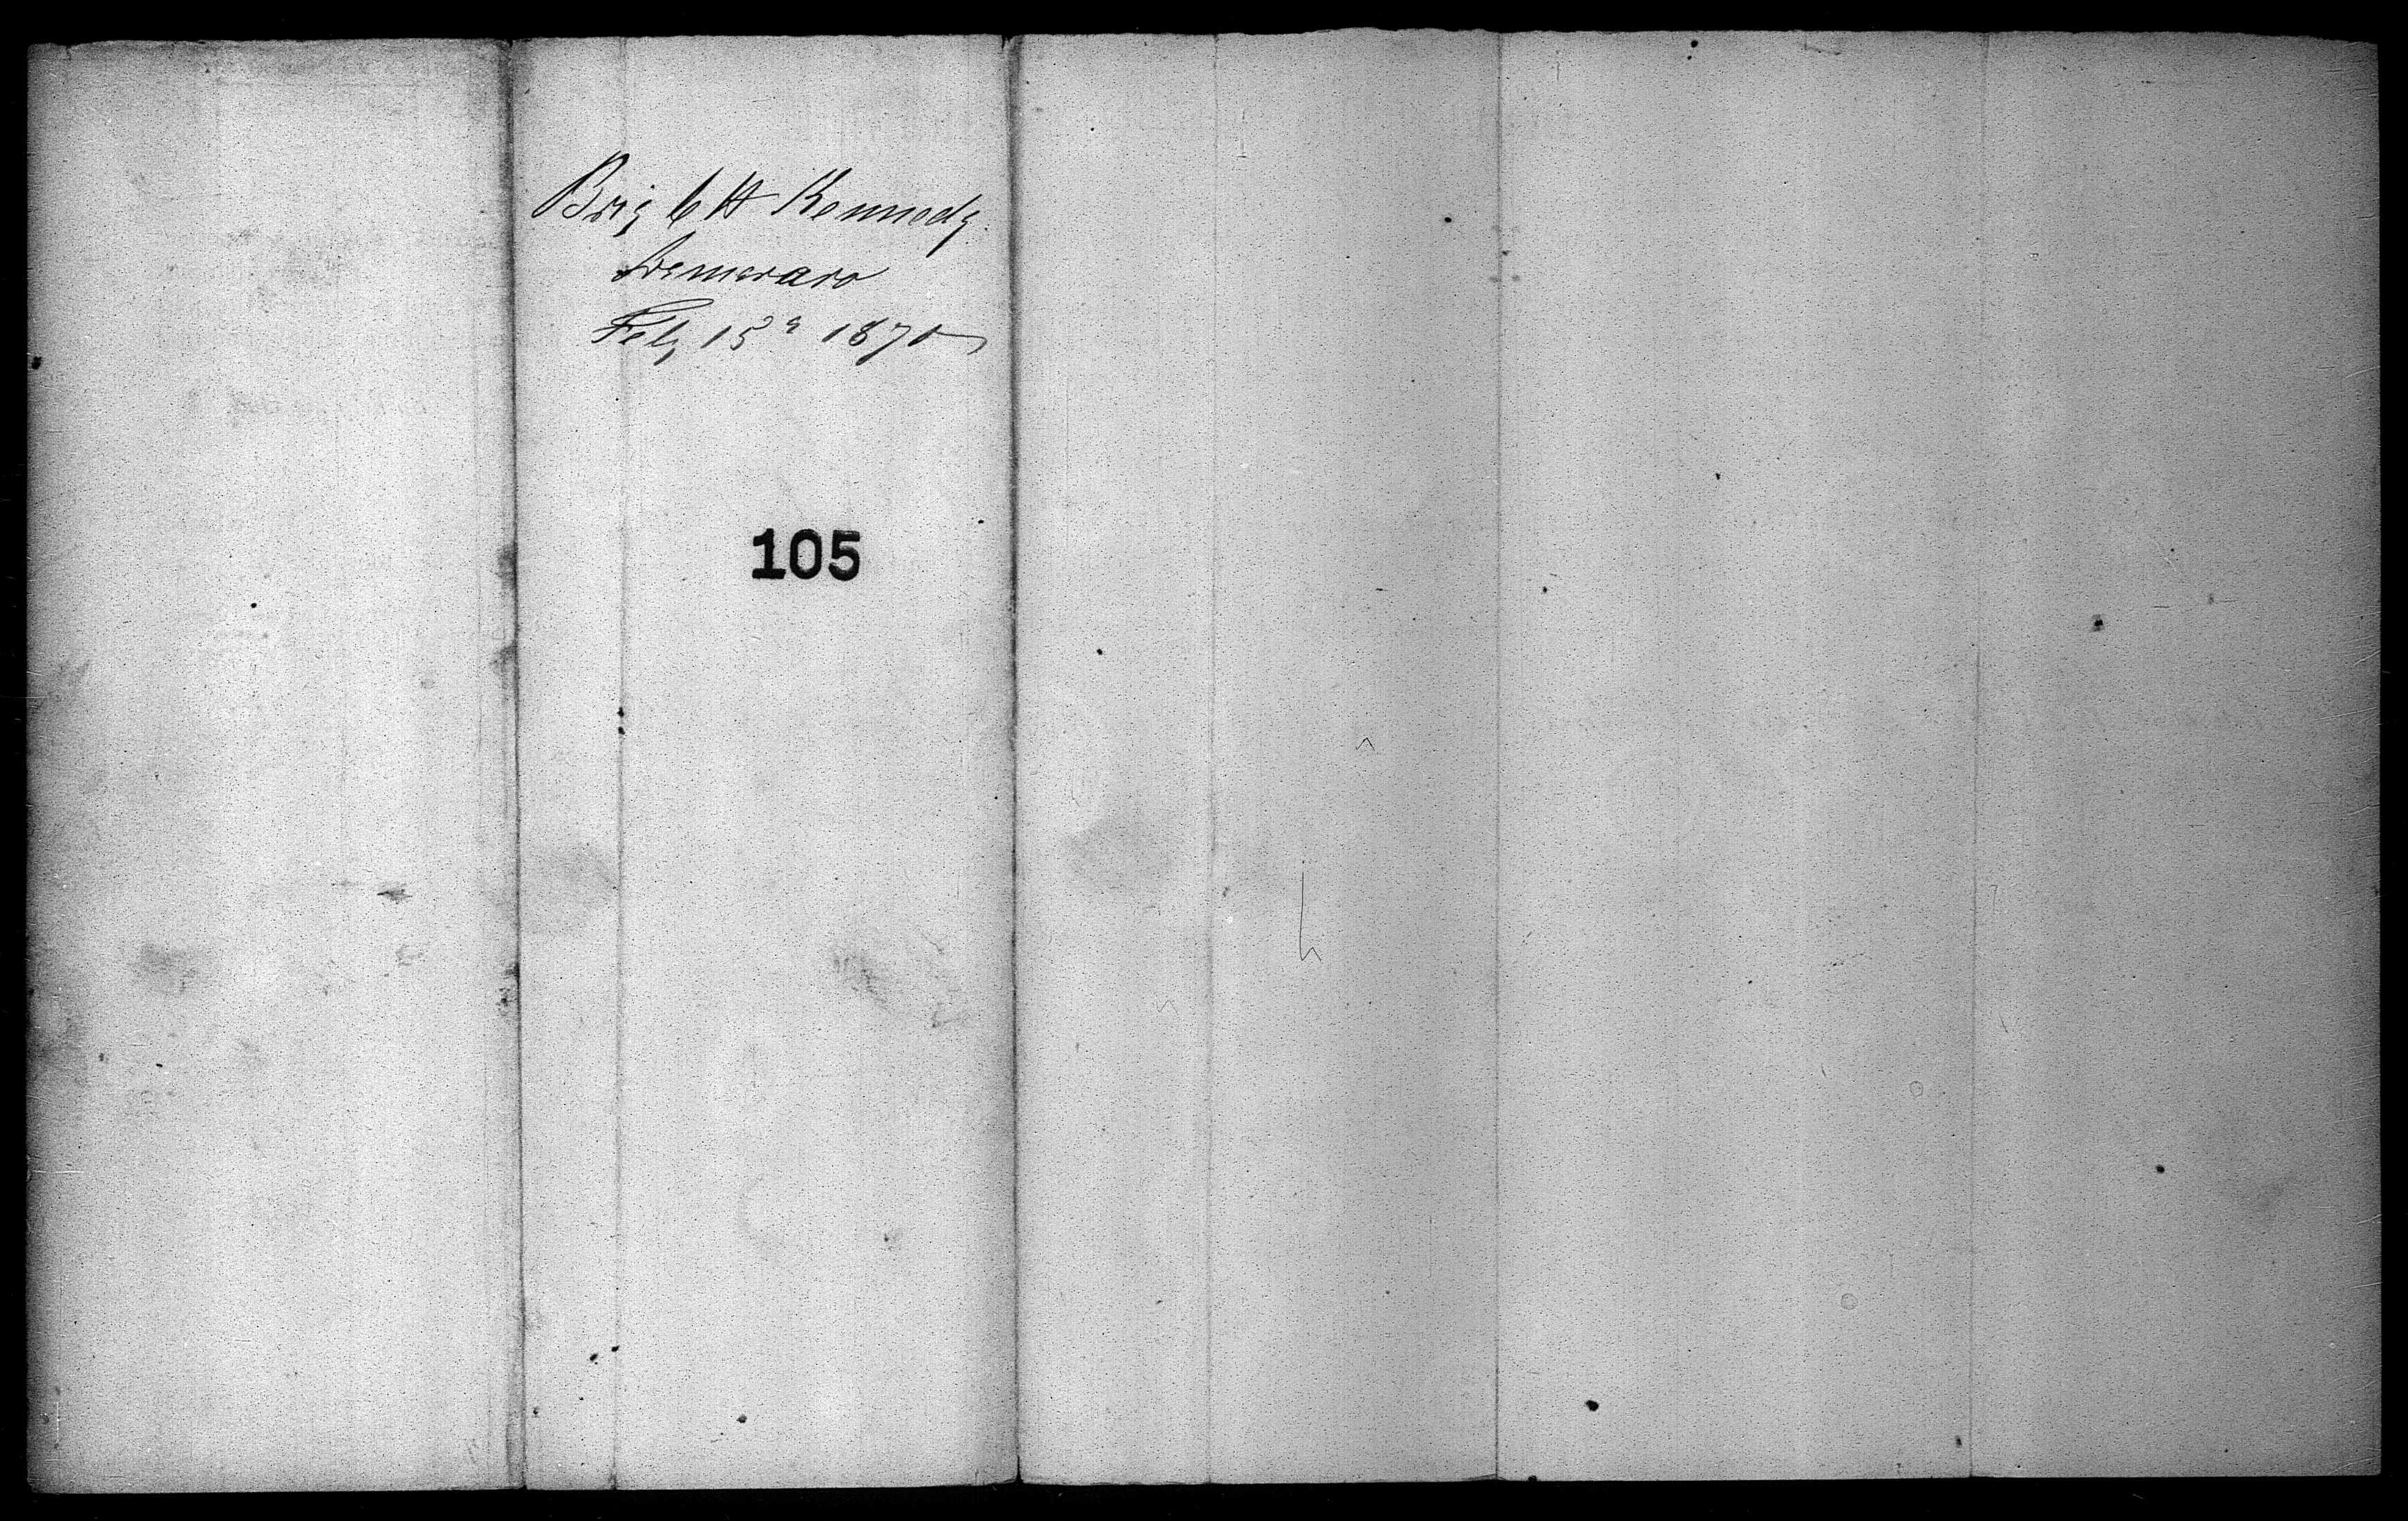 Brig C H Kennedy
Demerara
Feby 15th 1870
105